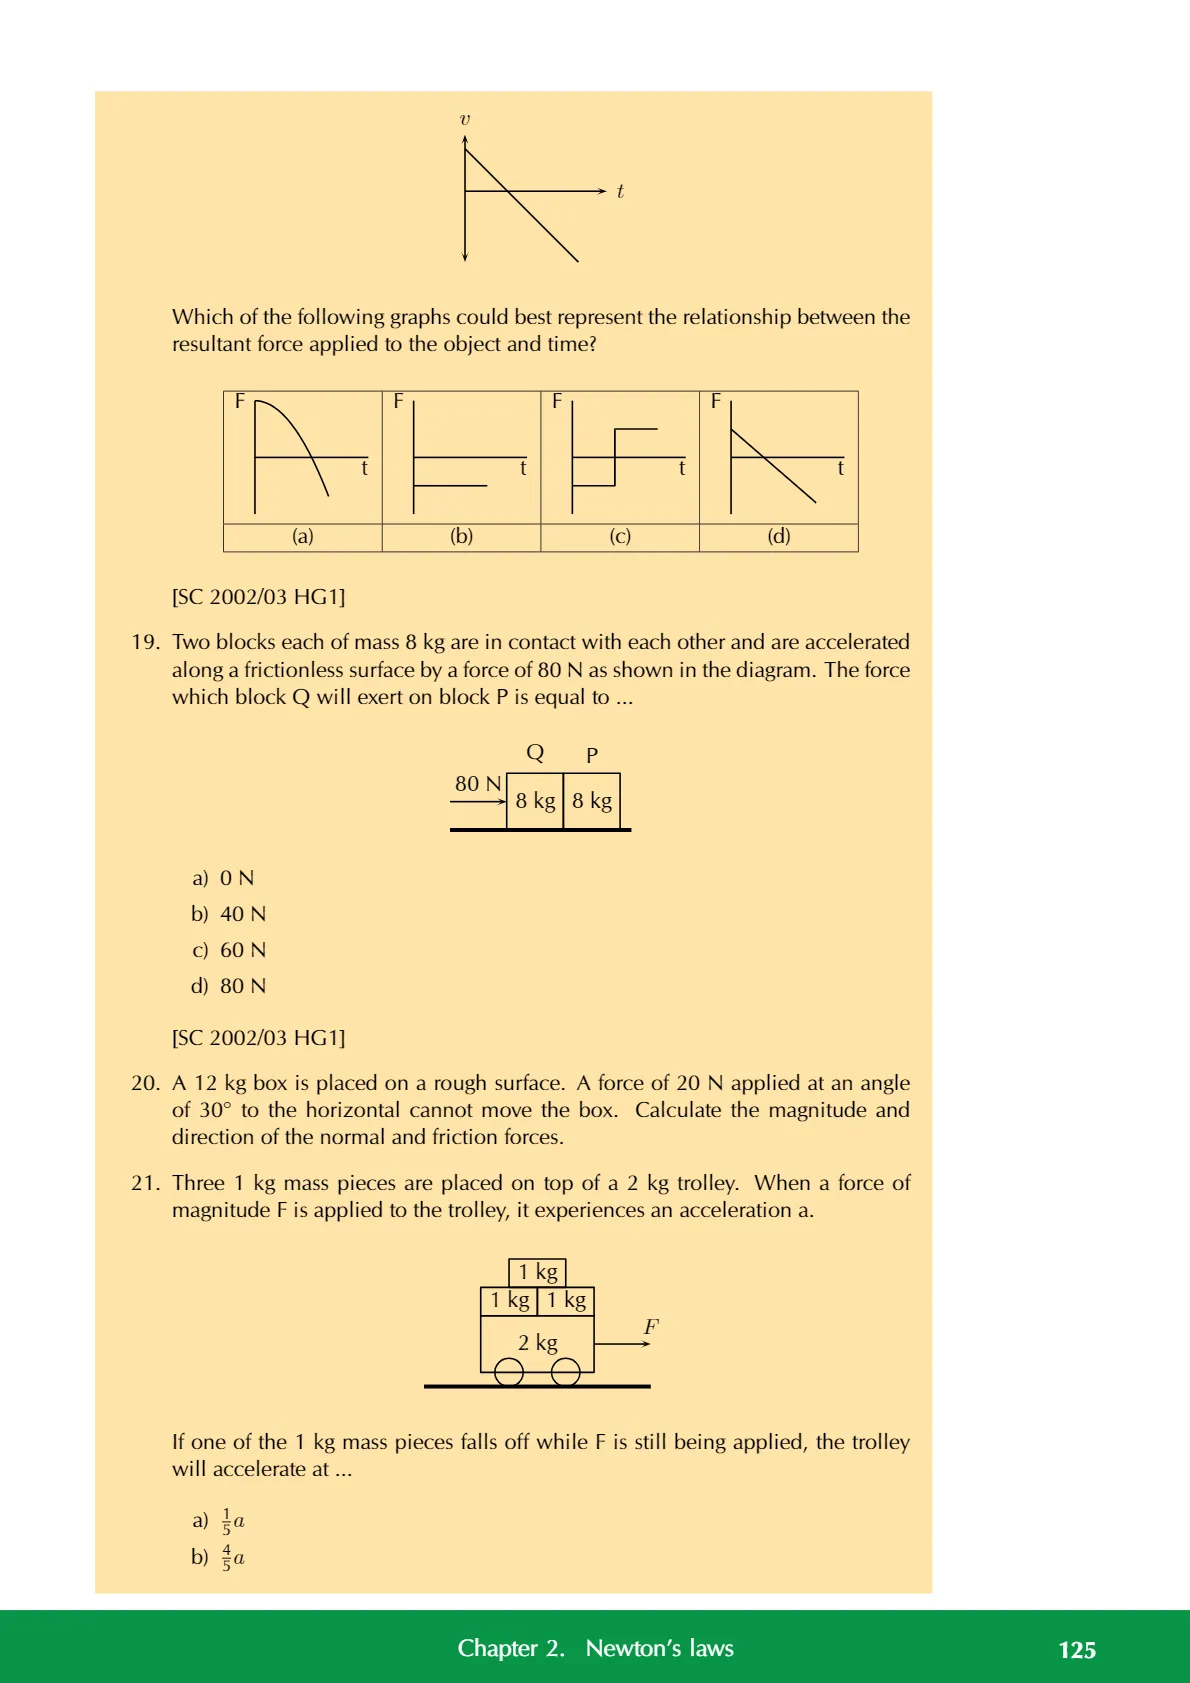 v
t
Which of the following graphs could best represent the relationship between the
resultant force applied to the object and time?
F F F F
t t t t
(a) (b) (c) (d)
[SC 2002/03 HG1]
19. Two blocks each of mass 8 kg are in contact with each other and are accelerated
along a frictionless surface by a force of 80 N as shown in the diagram. The force
which block Q will exert on block P is equal to ...
Q P
80 N
8 kg 8 kg
a) 0 N
b) 40 N
c) 60 N
d) 80 N
[SC 2002/03 HG1]
20. A 12 kg box is placed on a rough surface. A force of 20 N applied at an angle
of 30° to the horizontal cannot move the box. Calculate the magnitude and
direction of the normal and friction forces.
21. Three 1 kg mass pieces are placed on top of a 2 kg trolley. When a force of
magnitude F is applied to the trolley, it experiences an acceleration a.
1 kg
1 kg 1 kg
F
2 kg
If one of the 1 kg mass pieces falls off while F is still being applied, the trolley
will accelerate at ...
a) 1/5 a
b) 4/5 a
Chapter 2. Newton's laws 125